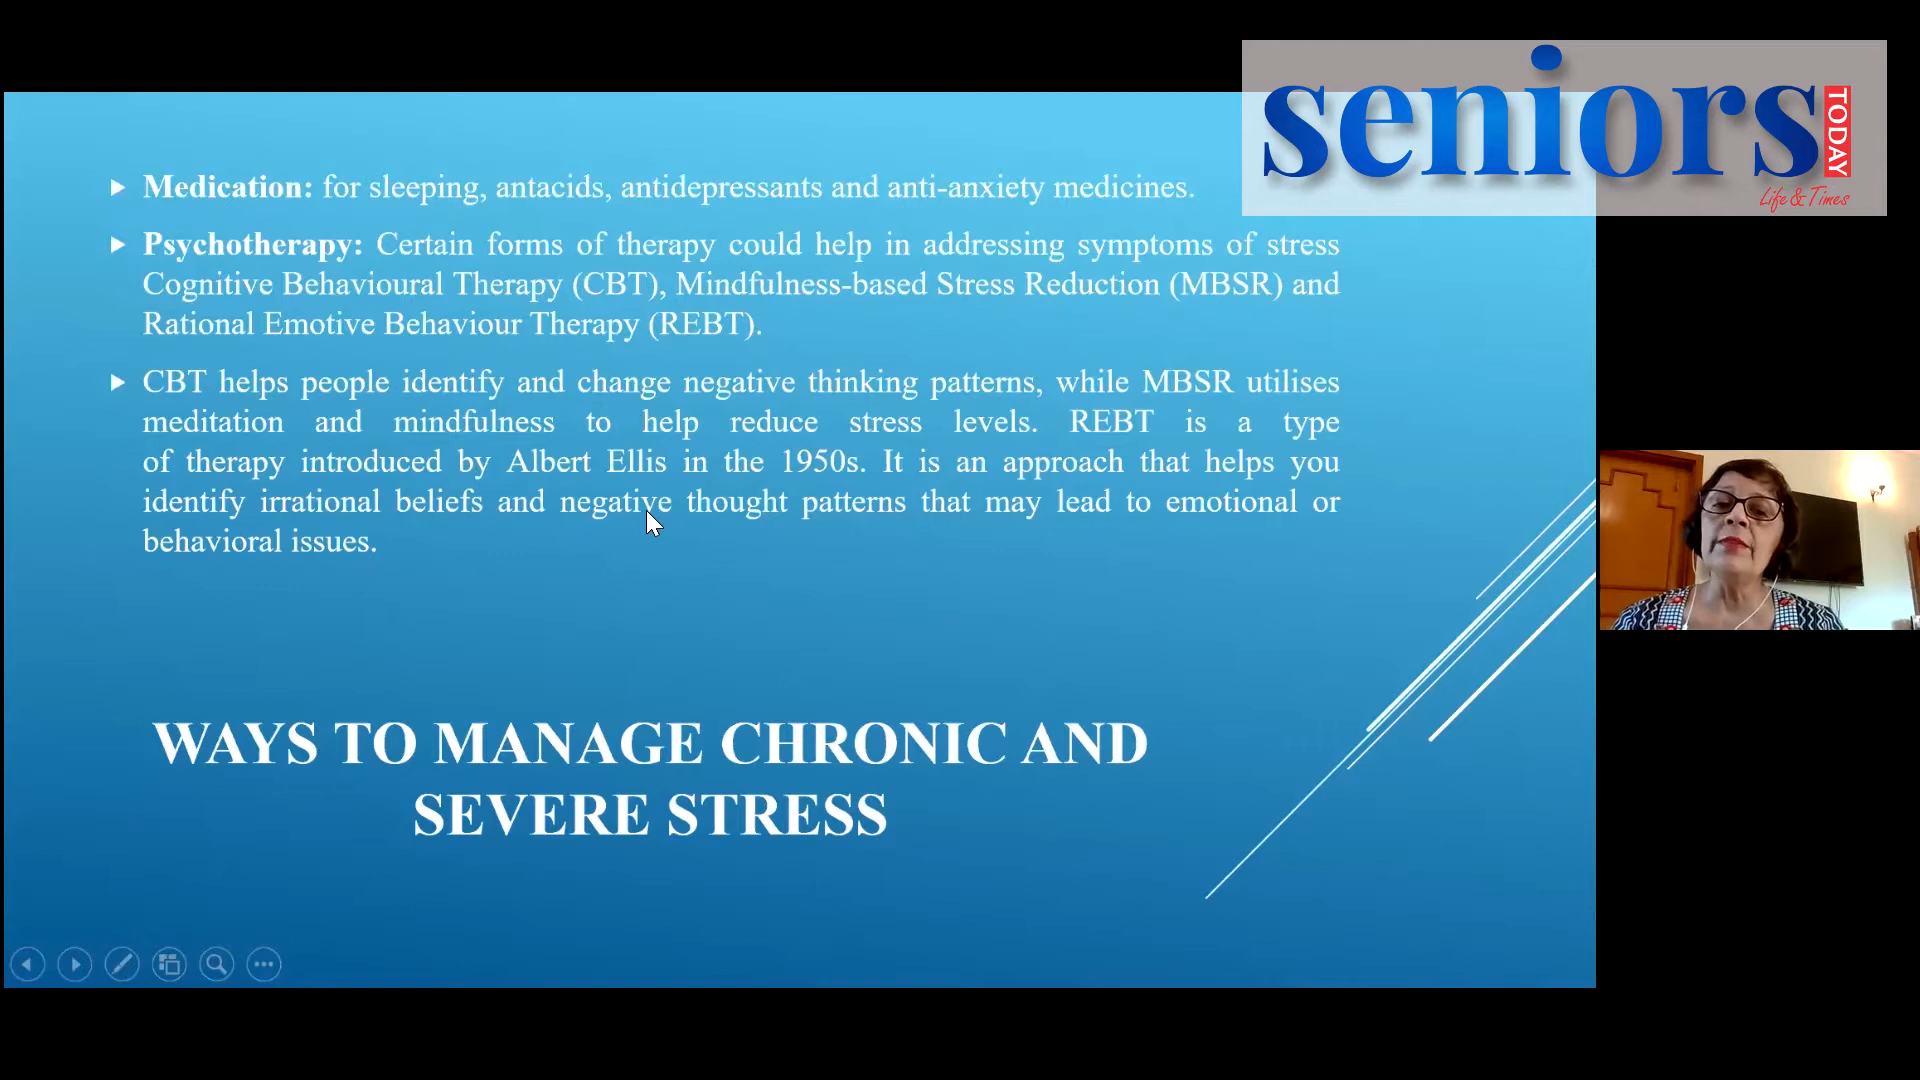 seniors
TODAY
Life & Times
Medication: for sleeping, antacids, antidepressants and anti-anxiety medicines.
Psychotherapy: Certain forms of therapy could help in addressing symptoms of stress
Cognitive Behavioural Therapy (CBT), Mindfulness-based Stress Reduction (MBSR) and
Rational Emotive Behaviour Therapy (REBT).
CBT helps people identify and change negative thinking patterns, while MBSR utilises
meditation and mindfulness to help reduce stress levels. REBT is a type
of therapy introduced by Albert Ellis in the 1950s. It is an approach that helps you
identify irrational beliefs and negative thought patterns that may lead to emotional or
behavioral issues.
WAYS TO MANAGE CHRONIC AND
SEVERE STRESS